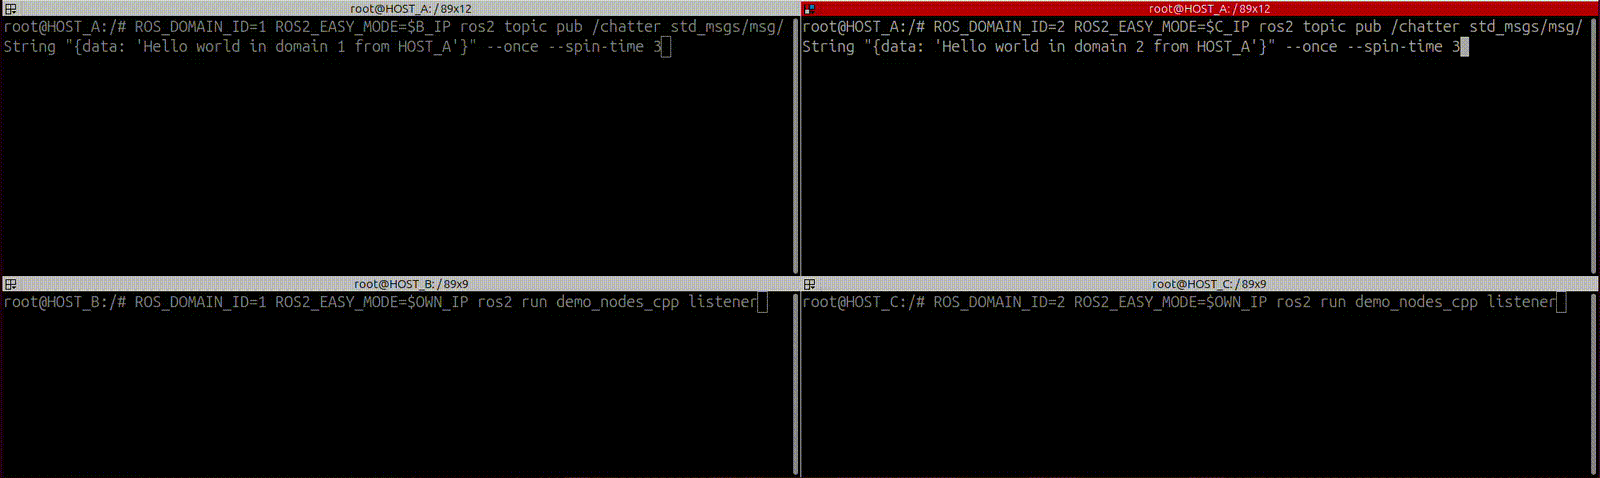 root@HOST_A: / 89x12
root@HOST_A:/# ROS_DOMAIN_ID=1 ROS2_EASY_MODE=$B_IP ros2 topic pub /chatter std_msgs/msg/
String "{data: 'Hello world in domain 1 from HOST_A'}" --once --spin-time 3
root@HOST_A: / 89x12
root@HOST_A:/# ROS_DOMAIN_ID=2 ROS2_EASY_MODE=$C_IP ros2 topic pub /chatter std_msgs/msg/
String "{data: 'Hello world in domain 2 from HOST_A'}" --once --spin-time 3
root@HOST_B: / 89x9
root@HOST_B:/# ROS_DOMAIN_ID=1 ROS2_EASY_MODE=$OWN_IP ros2 run demo_nodes_cpp listener
root@HOST_C: / 89x9
root@HOST_C:/# ROS_DOMAIN_ID=2 ROS2_EASY_MODE=$OWN_IP ros2 run demo_nodes_cpp listener